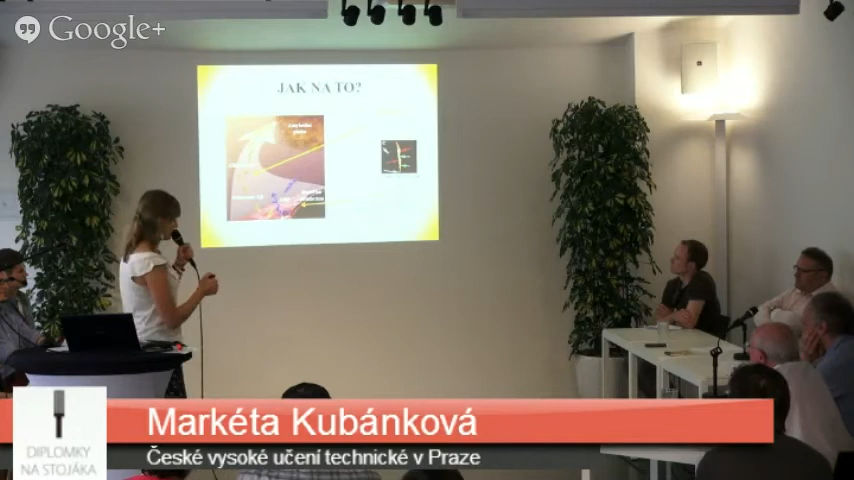 Google+
JAK NA TO?
Markéta Kubánková
České vysoké učení technické v Praze
DIPLOMKY
NA STOJÁKA